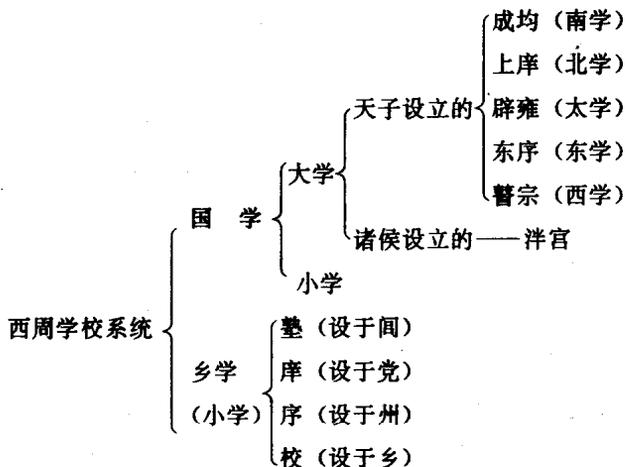 成均（南学）
上庠（北学）
天子设立的 辟雍（太学）
东序（东学）
大学
瞽宗（西学）
国 学
诸侯设立的——泮宫
小学
西周学校系统
塾（设于闾）
乡学
庠（设于党）
（小学）
序（设于州）
校（设于乡）